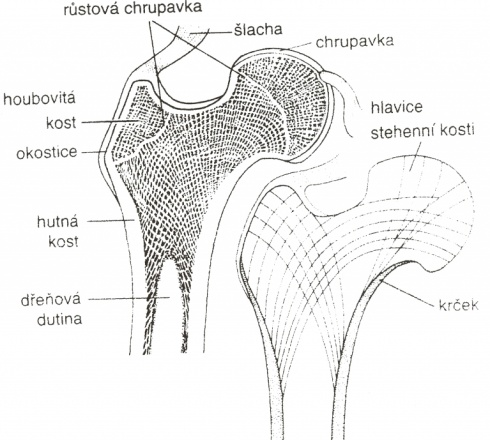 růstová chrupavka
šlacha
chrupavka
houbovitá
kost
okostice
hlavice
stehenní kosti
hutná
kost
dřeňová
dutina
krček